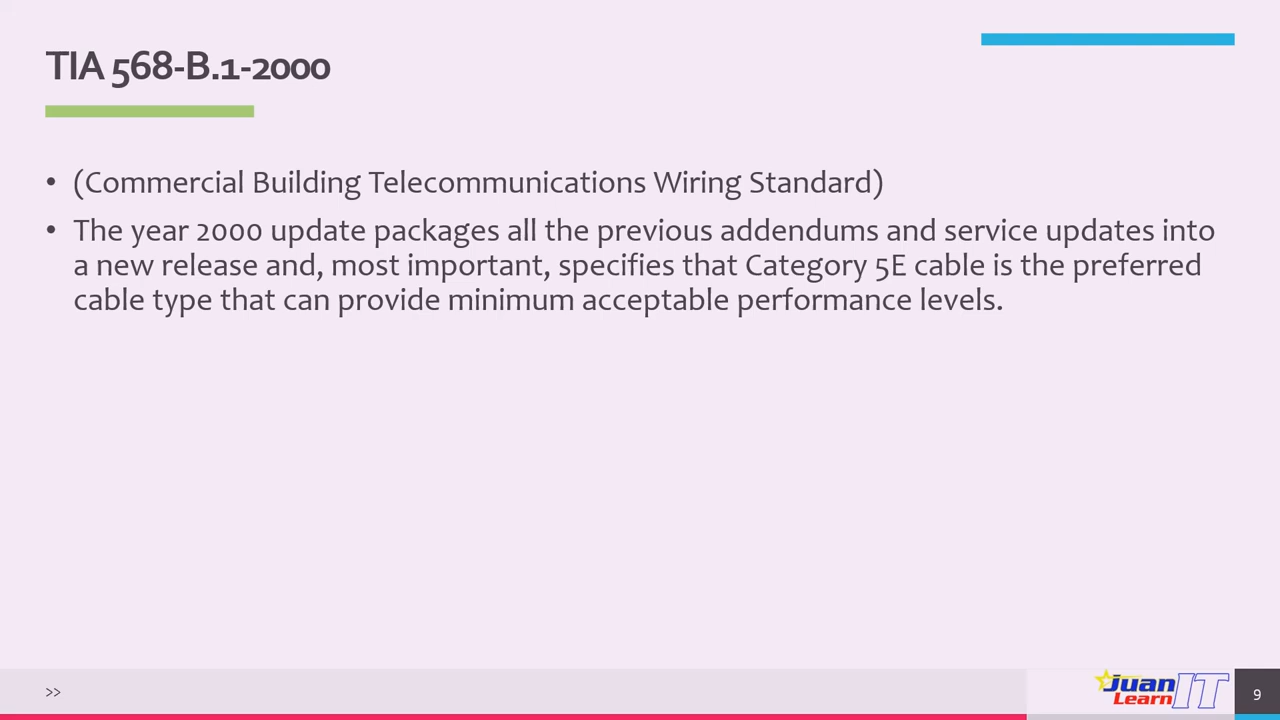 TIA 568-B.1-2000
• (Commercial Building Telecommunications Wiring Standard)
• The year 2000 update packages all the previous addendums and service updates into
a new release and, most important, specifies that Category 5E cable is the preferred
cable type that can provide minimum acceptable performance levels.
>>
Juan
Learn IT
9